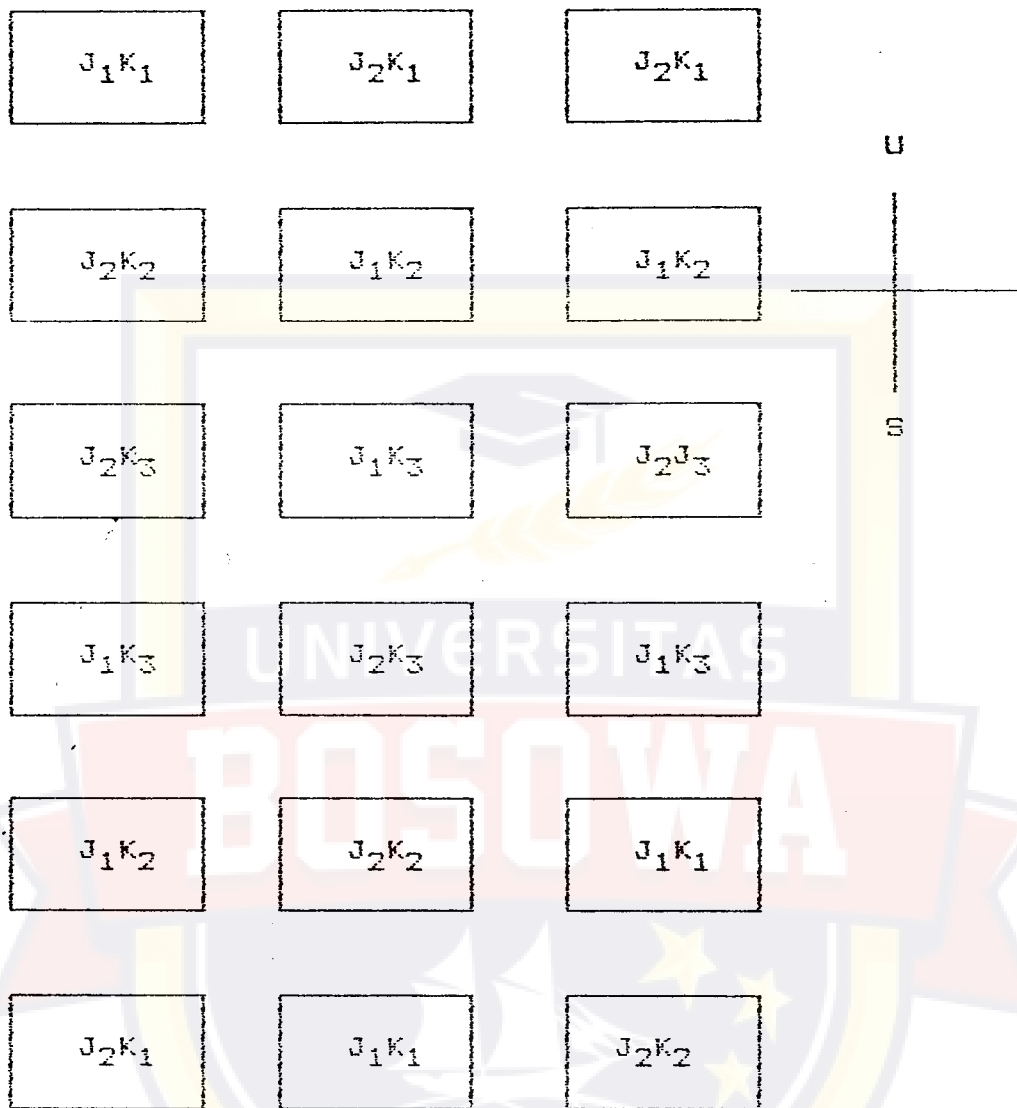 J₁K₁ J₂K₁ J₂K₁
U
J₂K₂ J₁K₂ J₁K₂
J₂K₃ J₁K₃ J₂J₃
S
UNIVERSITAS
J₁K₃ J₂K₃ J₁K₃
BOSOWA
J₁K₂ J₂K₂ J₁K₁
J₂K₁ J₁K₁ J₂K₂